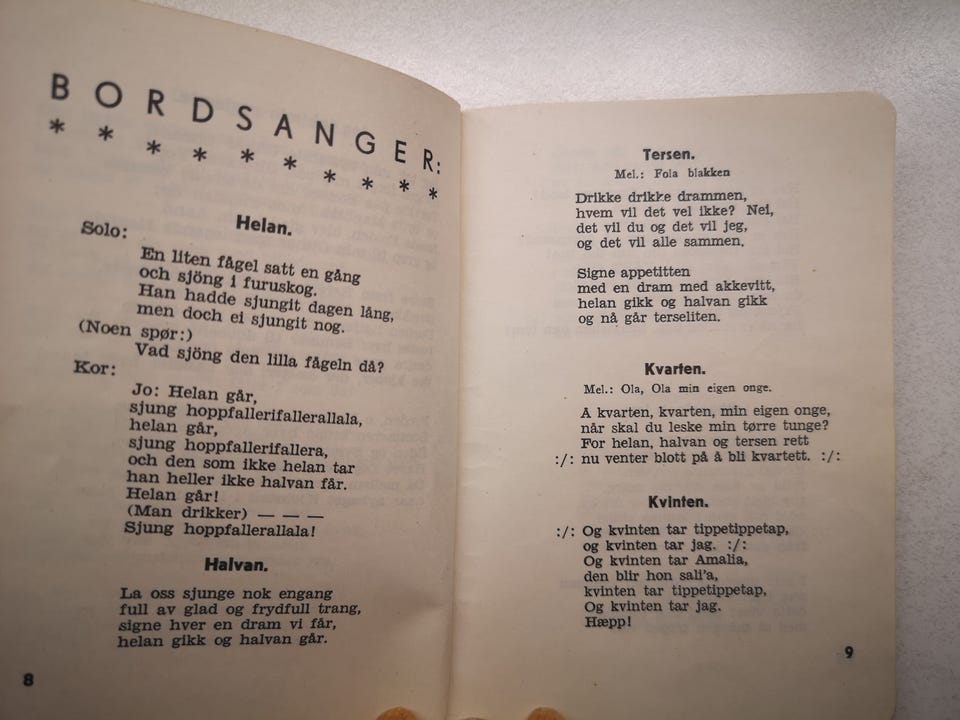 BORDSANGER:
* * * * * * * * *
Helan.
Solo:
En liten fågel satt en gång
och sjöng i furuskog.
Han hadde sjungit dagen lång,
men doch ei sjungit nog.
(Noen spør:)
Vad sjöng den lilla fågeln då?
Kor:
Jo: Helan går,
sjung hoppfallerifallerallala,
helan går,
sjung hoppfallerifallera,
och den som ikke helan tar
han heller ikke halvan får.
Helan går!
(Man drikker) — — —
Sjung hoppfallerallala!
Halvan.
La oss sjunge nok engang
full av glad og frydfull trang,
signe hver en dram vi får,
helan gikk og halvan går.
8
Tersen.
Mel.: Fola blakken
Drikke drikke drammen,
hvem vil det vel ikke? Nei,
det vil du og det vil jeg,
og det vil alle sammen.
Signe appetitten
med en dram med akkevitt,
helan gikk og halvan gikk
og nå går terseliten.
Kvarten.
Mel.: Ola, Ola min eigen onge.
A kvarten, kvarten, min eigen onge,
når skal du leske min tørre tunge?
For helan, halvan og tersen rett
:/: nu venter blott på å bli kvartett. :/:
Kvinten.
:/: Og kvinten tar tippetippetap,
og kvinten tar jag. :/:
Og kvinten tar Amalia,
den blir hon sali'a,
kvinten tar tippetippetap,
Og kvinten tar jag.
Hæpp!
9